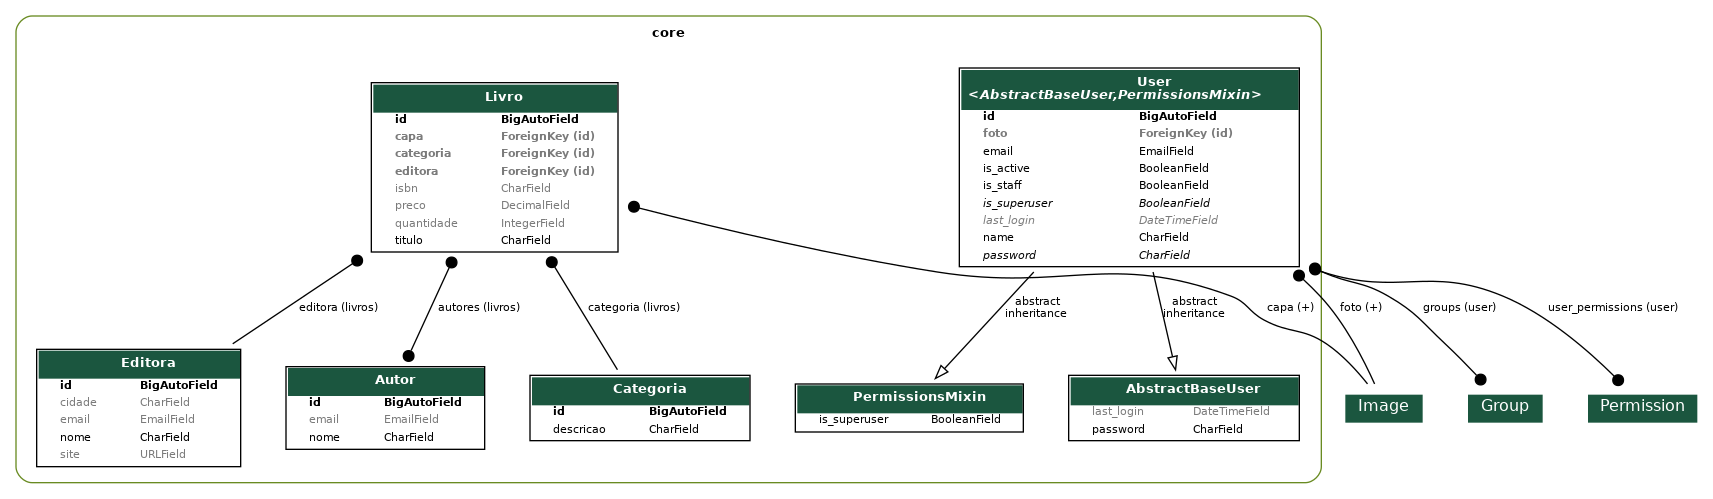 core
Livro
id BigAutoField
capa ForeignKey (id)
categoria ForeignKey (id)
editora ForeignKey (id)
isbn CharField
preco DecimalField
quantidade IntegerField
titulo CharField
User
<AbstractBaseUser,PermissionsMixin>
id BigAutoField
foto ForeignKey (id)
email EmailField
is_active BooleanField
is_staff BooleanField
is_superuser BooleanField
last_login DateTimeField
name CharField
password CharField
editora (livros)
autores (livros)
categoria (livros)
abstract
inheritance
abstract
inheritance
capa (+)
foto (+)
groups (user)
user_permissions (user)
Editora
id BigAutoField
cidade CharField
email EmailField
nome CharField
site URLField
Autor
id BigAutoField
email EmailField
nome CharField
Categoria
id BigAutoField
descricao CharField
PermissionsMixin
is_superuser BooleanField
AbstractBaseUser
last_login DateTimeField
password CharField
Image
Group
Permission